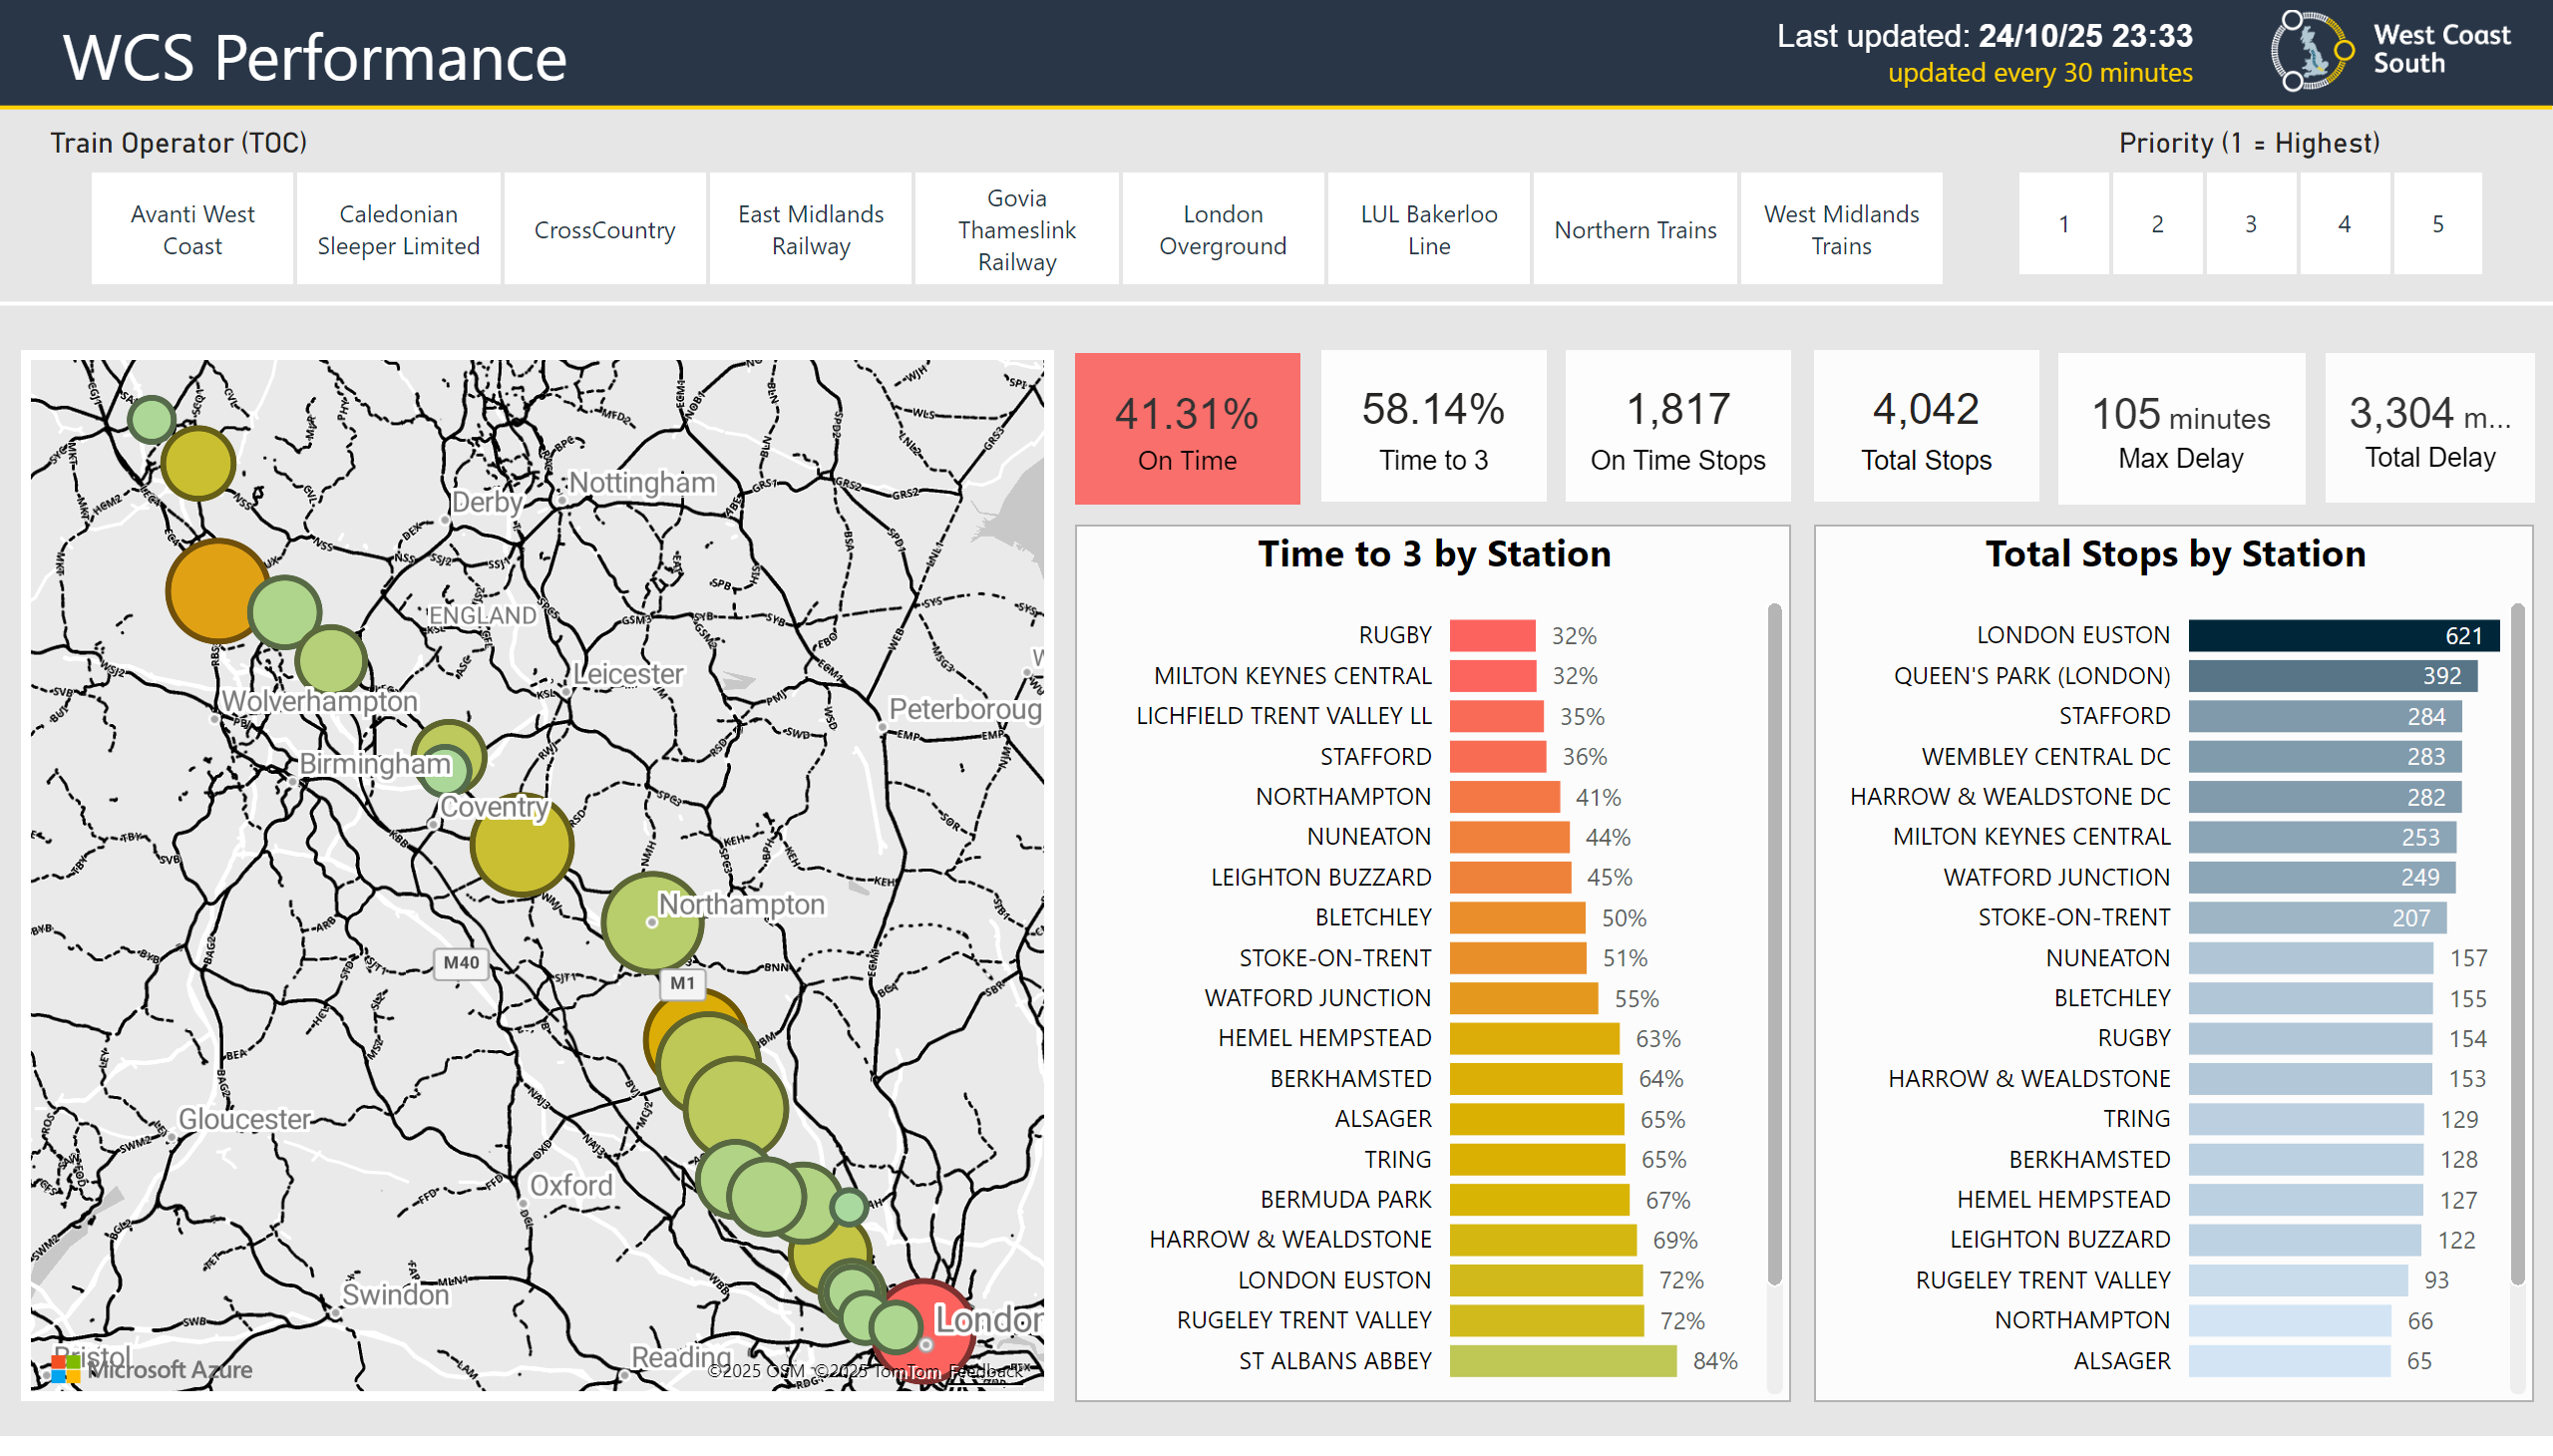 WCS Performance
Last updated: 24/10/25 23:33
updated every 30 minutes
West Coast
South
Train Operator (TOC)
Priority (1 = Highest)
Avanti West
Coast
Caledonian
Sleeper Limited
CrossCountry
East Midlands
Railway
Govia
Thameslink
Railway
London
Overground
LUL Bakerloo
Line
Northern Trains
West Midlands
Trains
1
2
3
4
5
41.31%
On Time
58.14%
Time to 3
1,817
On Time Stops
4,042
Total Stops
105 minutes
Max Delay
3,304 m...
Total Delay
Nottingham
Derby
ENGLAND
Leicester
Wolverhampton
Peterboroug
Birmingham
Coventry
Northampton
M40
M1
Gloucester
Oxford
Swindon
London
Bristol
Reading
Microsoft Azure
©2025 OSM ©2025 TomTom Feedback
Time to 3 by Station
RUGBY 32%
MILTON KEYNES CENTRAL 32%
LICHFIELD TRENT VALLEY LL 35%
STAFFORD 36%
NORTHAMPTON 41%
NUNEATON 44%
LEIGHTON BUZZARD 45%
BLETCHLEY 50%
STOKE-ON-TRENT 51%
WATFORD JUNCTION 55%
HEMEL HEMPSTEAD 63%
BERKHAMSTED 64%
ALSAGER 65%
TRING 65%
BERMUDA PARK 67%
HARROW & WEALDSTONE 69%
LONDON EUSTON 72%
RUGELEY TRENT VALLEY 72%
ST ALBANS ABBEY 84%
Total Stops by Station
LONDON EUSTON 621
QUEEN'S PARK (LONDON) 392
STAFFORD 284
WEMBLEY CENTRAL DC 283
HARROW & WEALDSTONE DC 282
MILTON KEYNES CENTRAL 253
WATFORD JUNCTION 249
STOKE-ON-TRENT 207
NUNEATON 157
BLETCHLEY 155
RUGBY 154
HARROW & WEALDSTONE 153
TRING 129
BERKHAMSTED 128
HEMEL HEMPSTEAD 127
LEIGHTON BUZZARD 122
RUGELEY TRENT VALLEY 93
NORTHAMPTON 66
ALSAGER 65